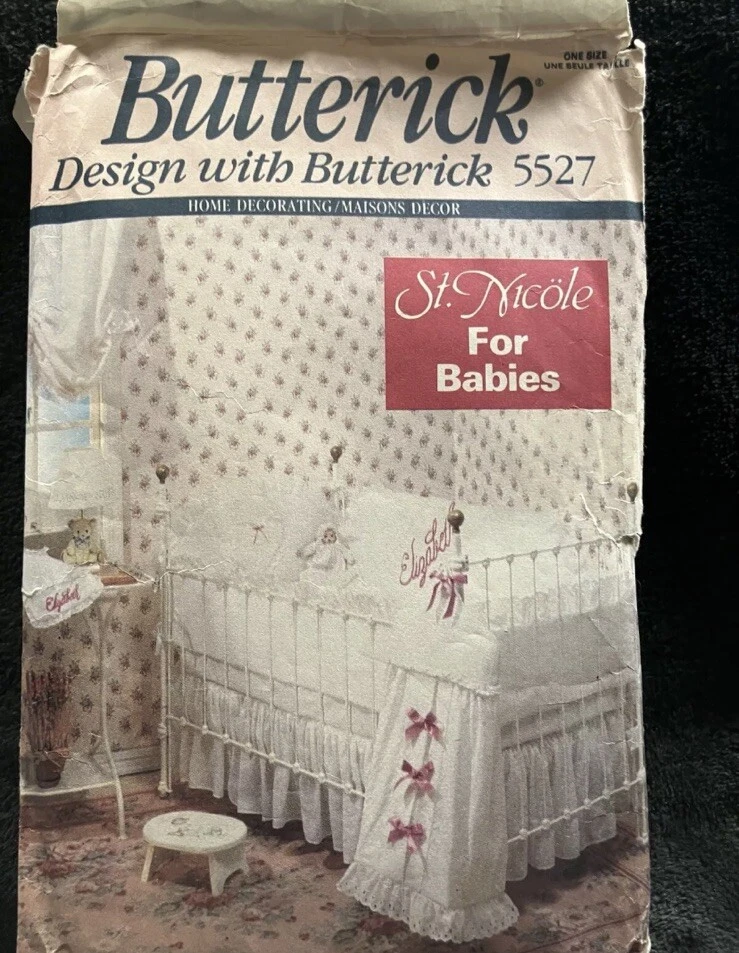 ONE SIZE
UNE SEULE TAILLE
Butterick®
Design with Butterick 5527
HOME DECORATING/MAISONS DECOR
St. Nicöle
For
Babies
Elizabeth
Elizabeth